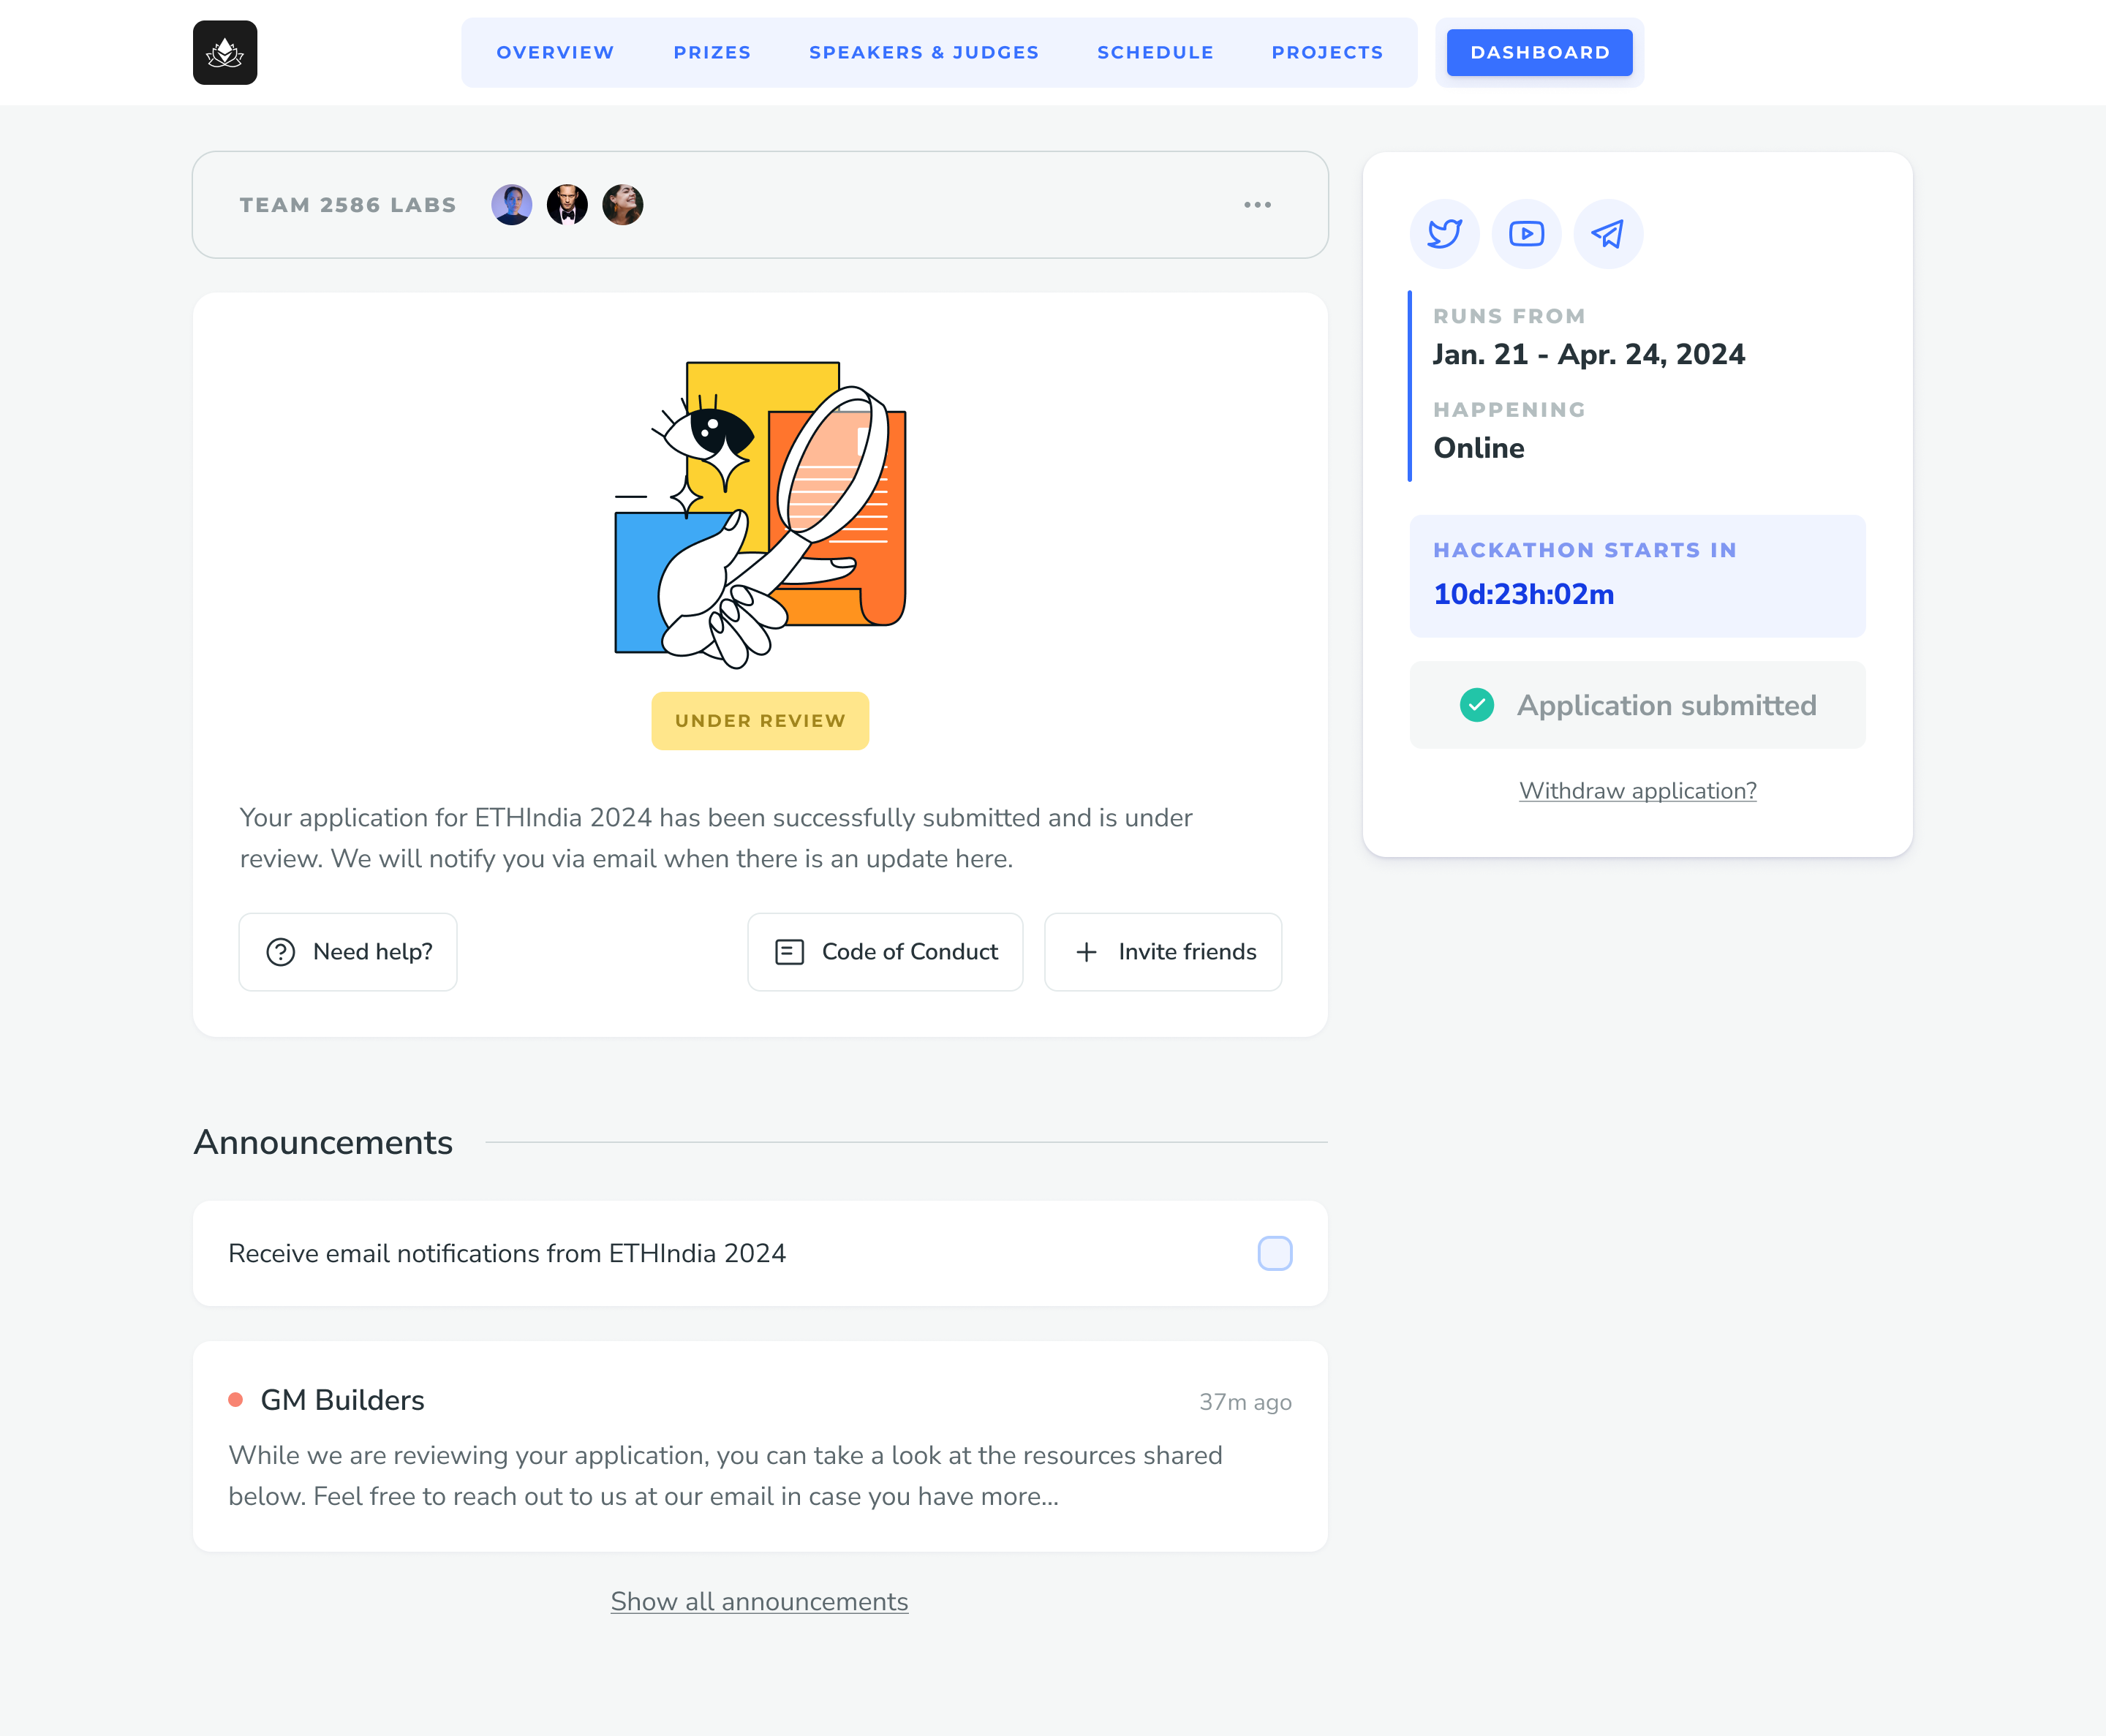 OVERVIEW
PRIZES
SPEAKERS & JUDGES
SCHEDULE
PROJECTS
DASHBOARD
TEAM 2586 LABS
UNDER REVIEW
Your application for ETHIndia 2024 has been successfully submitted and is under
review. We will notify you via email when there is an update here.
Need help?
Code of Conduct
Invite friends
RUNS FROM
Jan. 21 - Apr. 24, 2024
HAPPENING
Online
HACKATHON STARTS IN
10d:23h:02m
Application submitted
Withdraw application?
Announcements
Receive email notifications from ETHIndia 2024
GM Builders
37m ago
While we are reviewing your application, you can take a look at the resources shared
below. Feel free to reach out to us at our email in case you have more...
Show all announcements